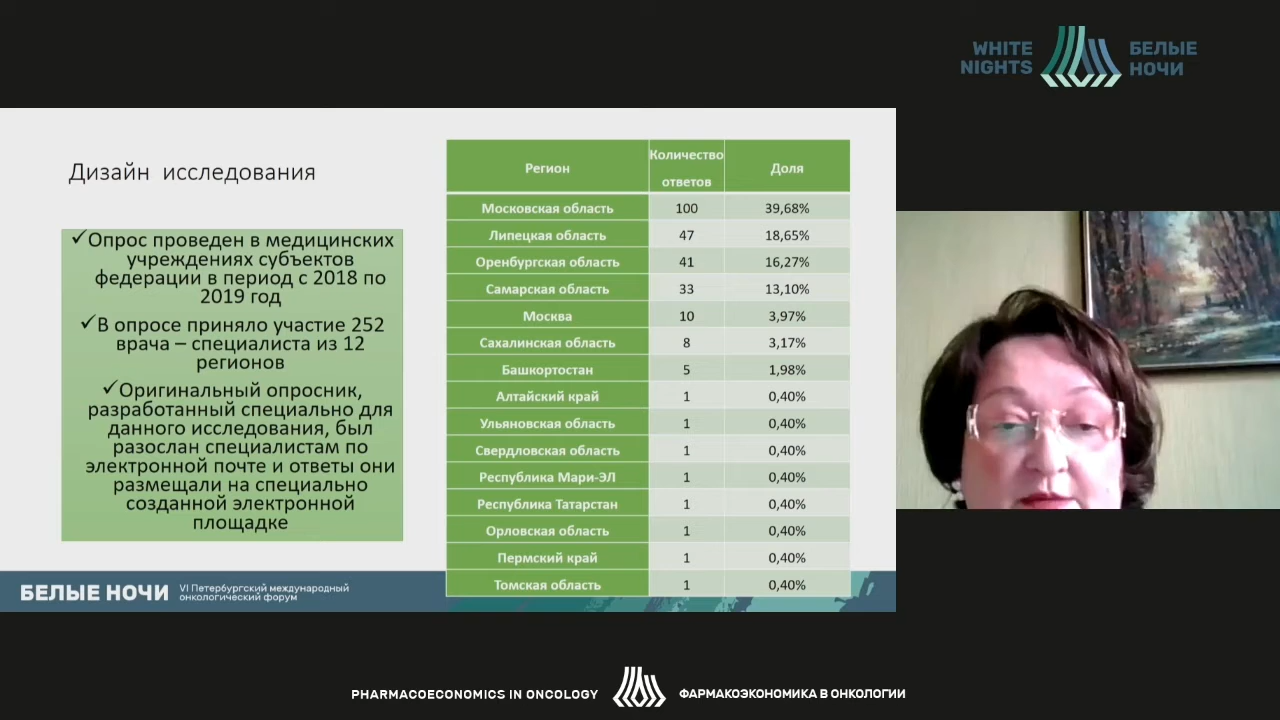 WHITE
NIGHTS
БЕЛЫЕ
НОЧИ
Дизайн исследования
✓Опрос проведен в медицинских
учреждениях субъектов
федерации в период с 2018 по
2019 год
✓В опросе приняло участие 252
врача – специалиста из 12
регионов
✓Оригинальный опросник,
разработанный специально для
данного исследования, был
разослан специалистам по
электронной почте и ответы они
размещали на специально
созданной электронной
площадке
Регион Количество ответов Доля
Московская область 100 39,68%
Липецкая область 47 18,65%
Оренбургская область 41 16,27%
Самарская область 33 13,10%
Москва 10 3,97%
Сахалинская область 8 3,17%
Башкортостан 5 1,98%
Алтайский край 1 0,40%
Ульяновская область 1 0,40%
Свердловская область 1 0,40%
Республика Мари-ЭЛ 1 0,40%
Республика Татарстан 1 0,40%
Орловская область 1 0,40%
Пермский край 1 0,40%
Томская область 1 0,40%
БЕЛЫЕ НОЧИ
VI Петербургский международный
онкологический форум
PHARMACOECONOMICS IN ONCOLOGY
ФАРМАКОЭКОНОМИКА В ОНКОЛОГИИ